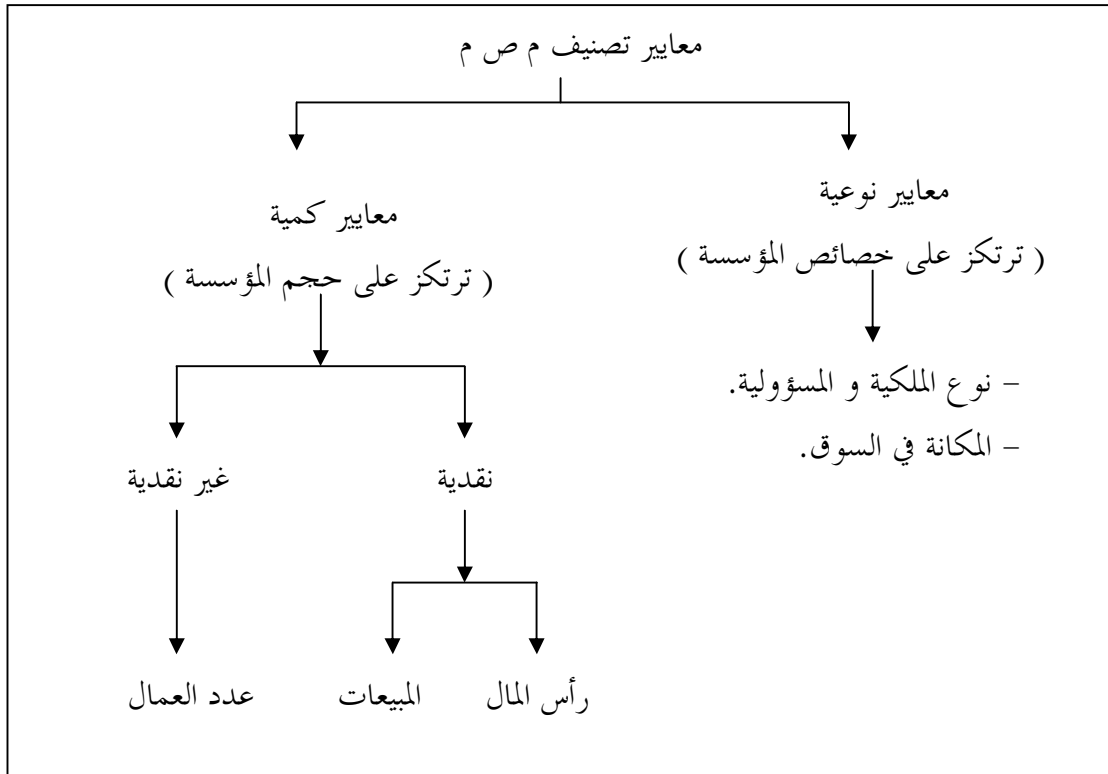 معايير تصنيف م ص م
معايير نوعية
( ترتكز على خصائص المؤسسة )
– نوع الملكية و المسؤولية.
– المكانة في السوق.
معايير كمية
( ترتكز على حجم المؤسسة )
نقدية
غير نقدية
رأس المال
المبيعات
عدد العمال